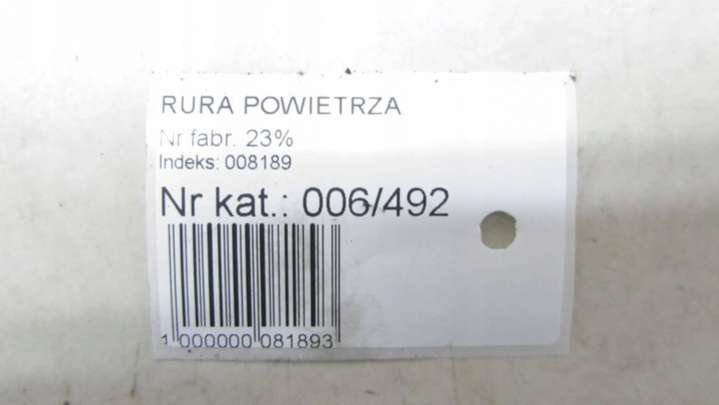 RURA POWIETRZA
Nr fabr. 23%
Indeks: 008189
Nr kat.: 006/492
1 000000 081893